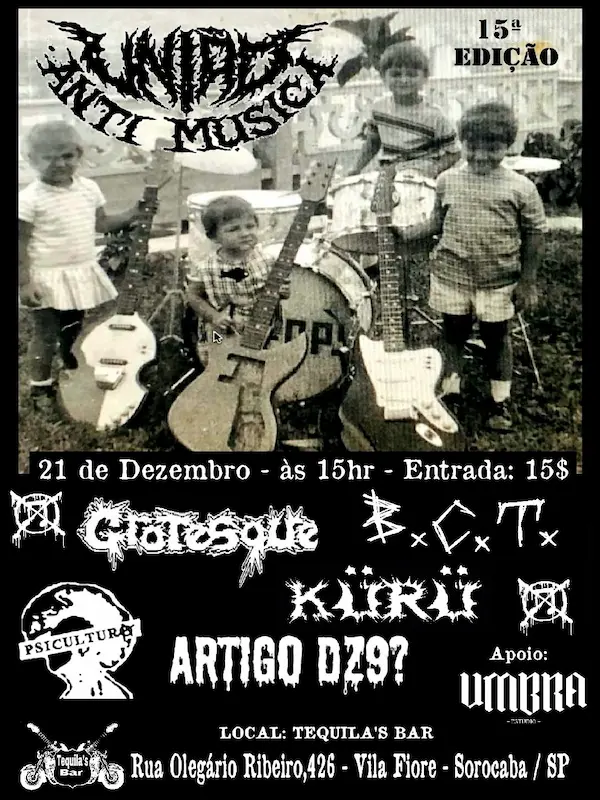 UNIÃO
ANTI MUSICA
15ª
EDIÇÃO
21 de Dezembro - às 15hr - Entrada: 15$
Grotesque
B.x C.x T.x
KÜRÜ
PSICULTURA
ARTIGO DZ9?
Apoio:
UMBRA
- ESTUDIO -
LOCAL: TEQUILA'S BAR
Tequila's
Bar
Rua Olegário Ribeiro,426 - Vila Fiore - Sorocaba / SP